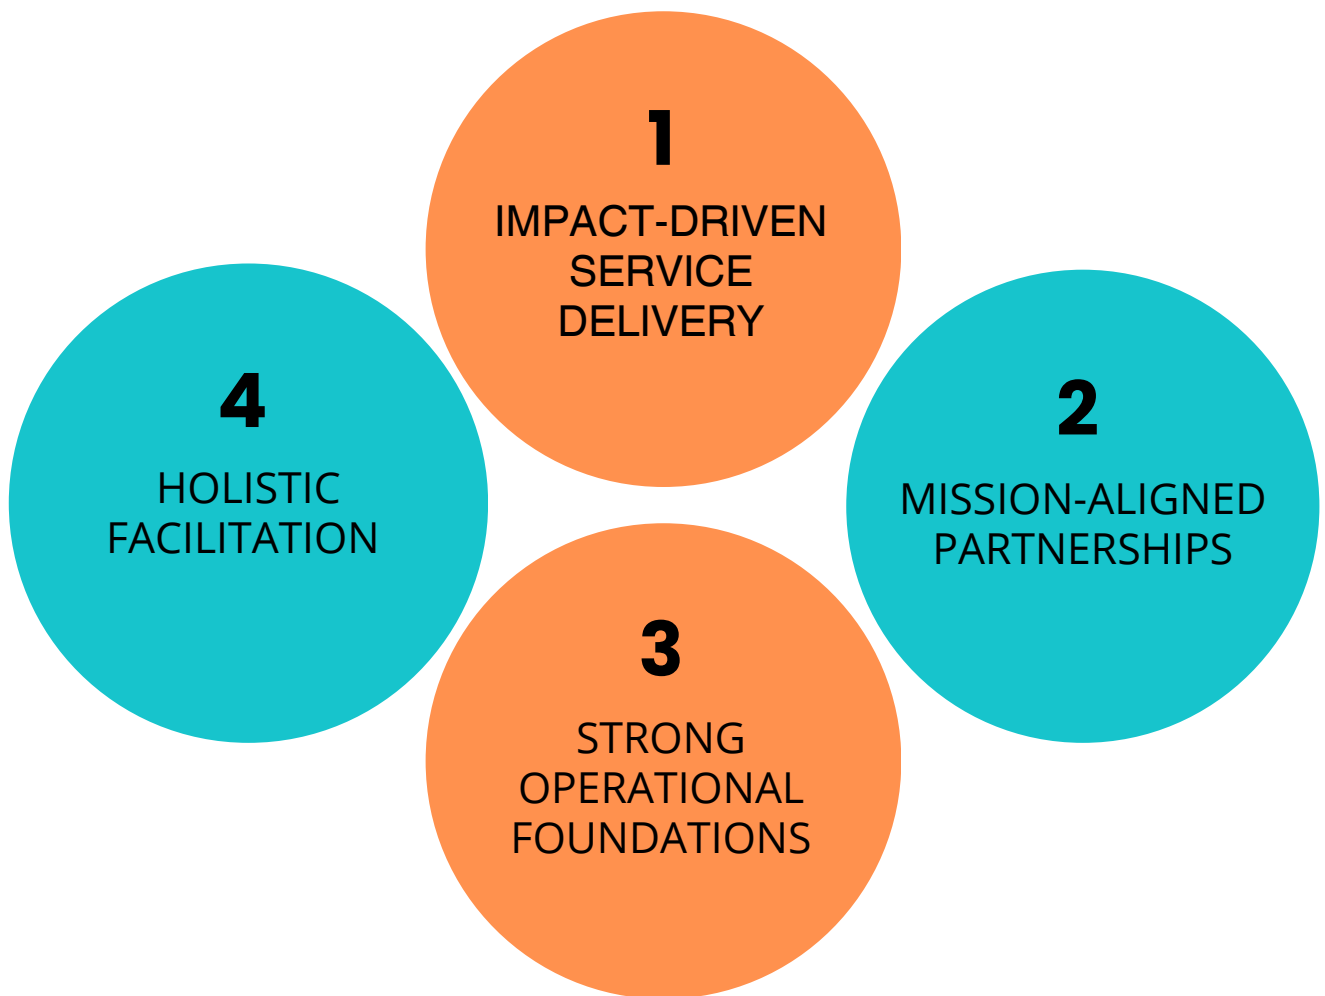 1
IMPACT-DRIVEN
SERVICE
DELIVERY
2
MISSION-ALIGNED
PARTNERSHIPS
3
STRONG
OPERATIONAL
FOUNDATIONS
4
HOLISTIC
FACILITATION